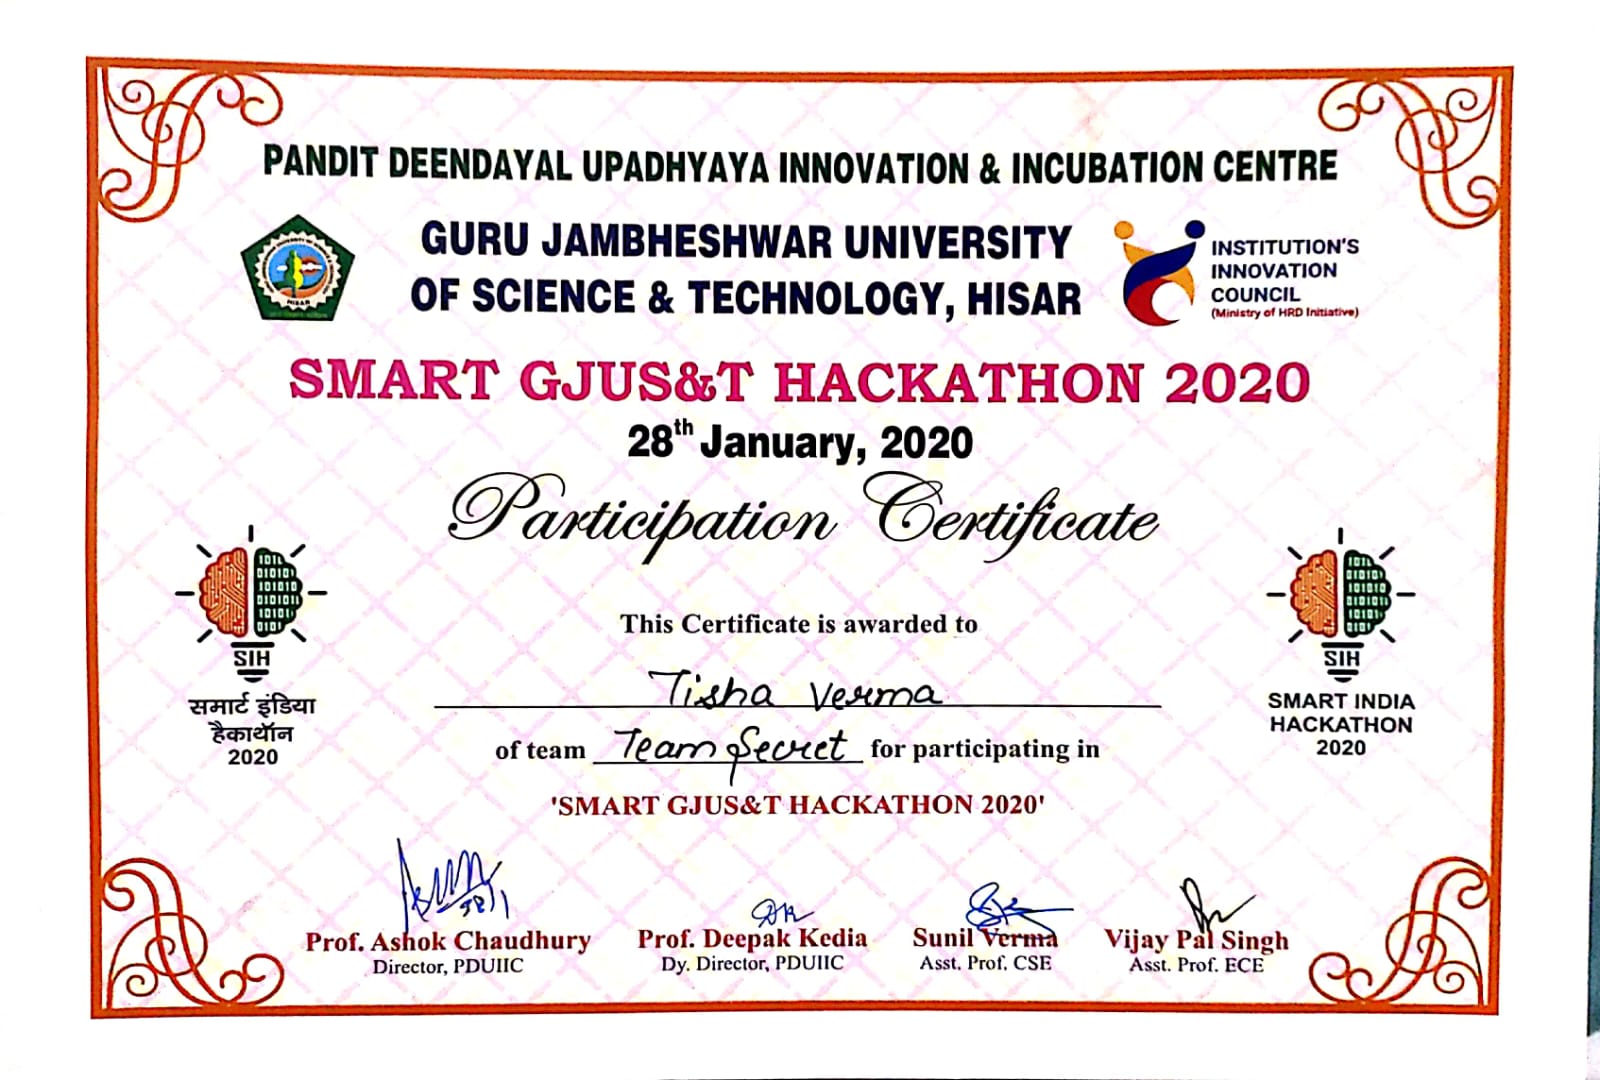 PANDIT DEENDAYAL UPADHYAYA INNOVATION & INCUBATION CENTRE
GURU JAMBHESHWAR UNIVERSITY
OF SCIENCE & TECHNOLOGY, HISAR
HISAR
INSTITUTION'S
INNOVATION
COUNCIL
(Ministry of HRD Initiative)
SMART GJUS&T HACKATHON 2020
28th January, 2020
Participation Certificate
SIH
समार्ट इंडिया
हैकाथॉन
2020
SIH
SMART INDIA
HACKATHON
2020
This Certificate is awarded to
Tisha Verma
of team Team Secret for participating in
'SMART GJUS&T HACKATHON 2020'
Prof. Ashok Chaudhury
Director, PDUIIC
Prof. Deepak Kedia
Dy. Director, PDUIIC
Sunil Verma
Asst. Prof. CSE
Vijay Pal Singh
Asst. Prof. ECE